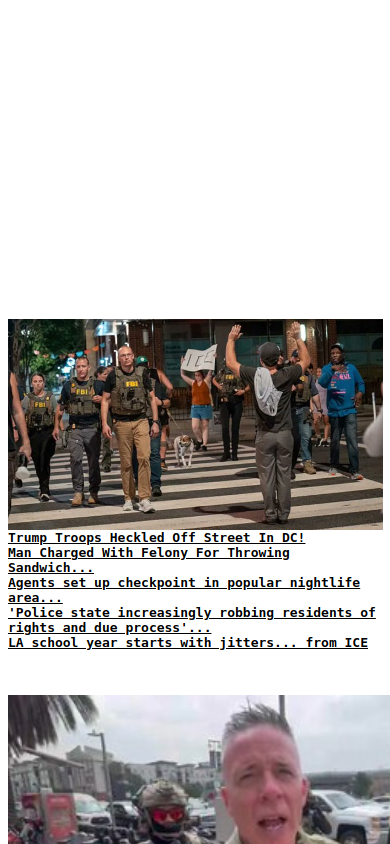 FBI
FBI
FBI
FBI
Trump Troops Heckled Off Street In DC!
Man Charged With Felony For Throwing
Sandwich...
Agents set up checkpoint in popular nightlife
area...
'Police state increasingly robbing residents of
rights and due process'...
LA school year starts with jitters... from ICE